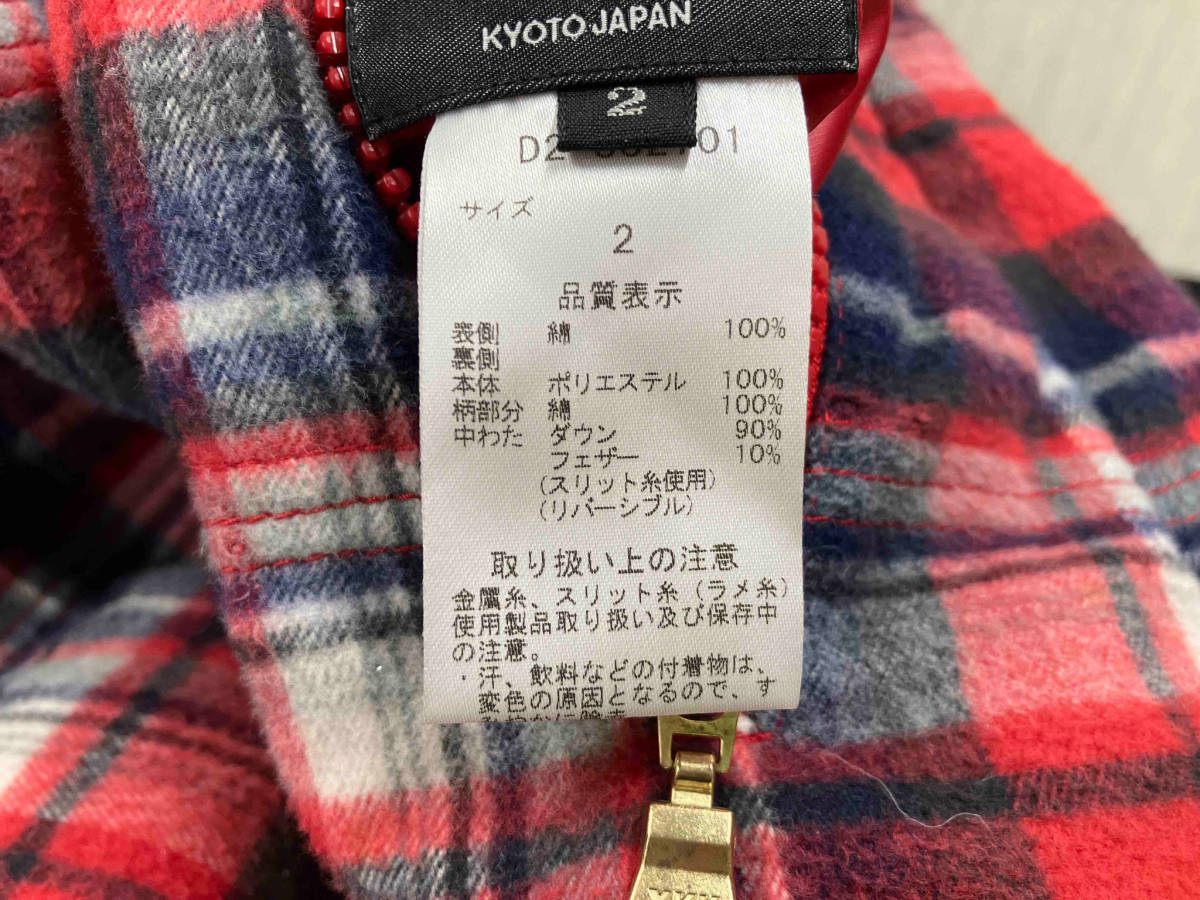 KYOTO JAPAN
2
サイズ
2
品質表示
表側 綿 100%
裏側
本体 ポリエステル 100%
柄部分 綿 100%
中わた ダウン 90%
フェザー 10%
(スリット糸使用)
(リバーシブル)
取り扱い上の注意
金属糸、スリット糸(ラメ糸)
使用製品取り扱い及び保存中
の注意。
・汗、飲料などの付着物は、
変色の原因となるので、す